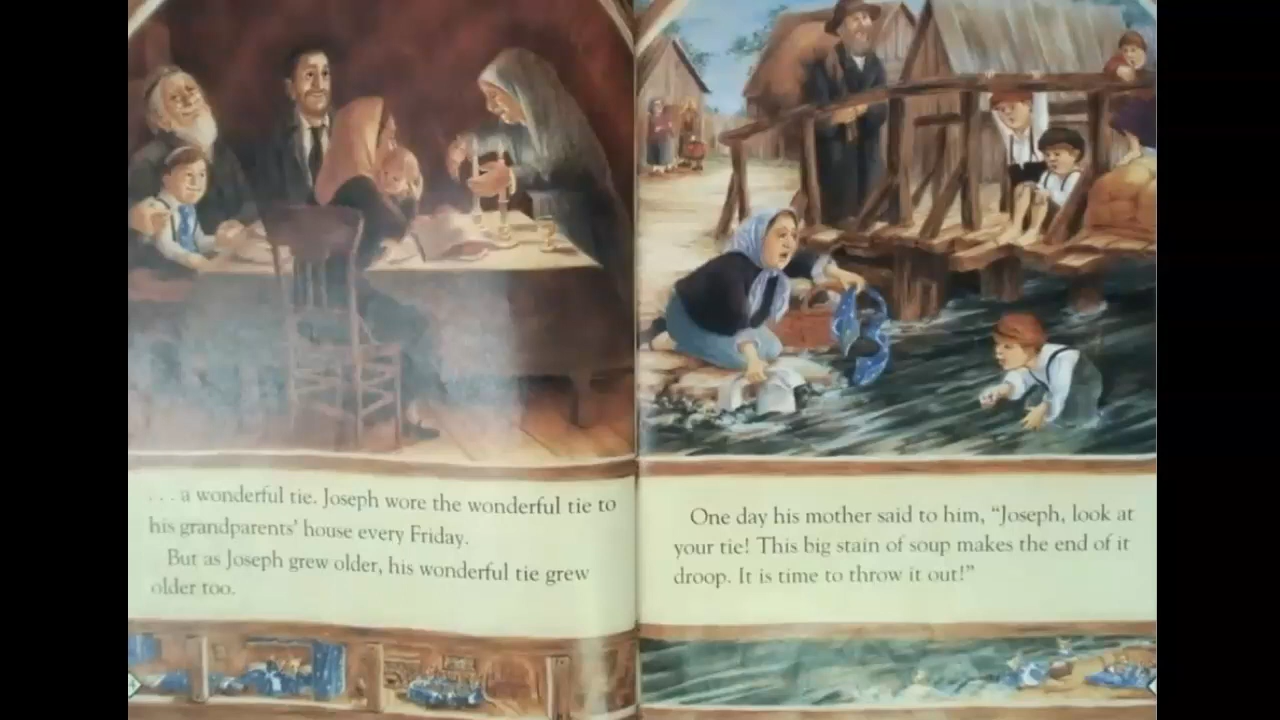 . . . a wonderful tie. Joseph wore the wonderful tie to
his grandparents' house every Friday.
But as Joseph grew older, his wonderful tie grew
older too.
One day his mother said to him, “Joseph, look at
your tie! This big stain of soup makes the end of it
droop. It is time to throw it out!”